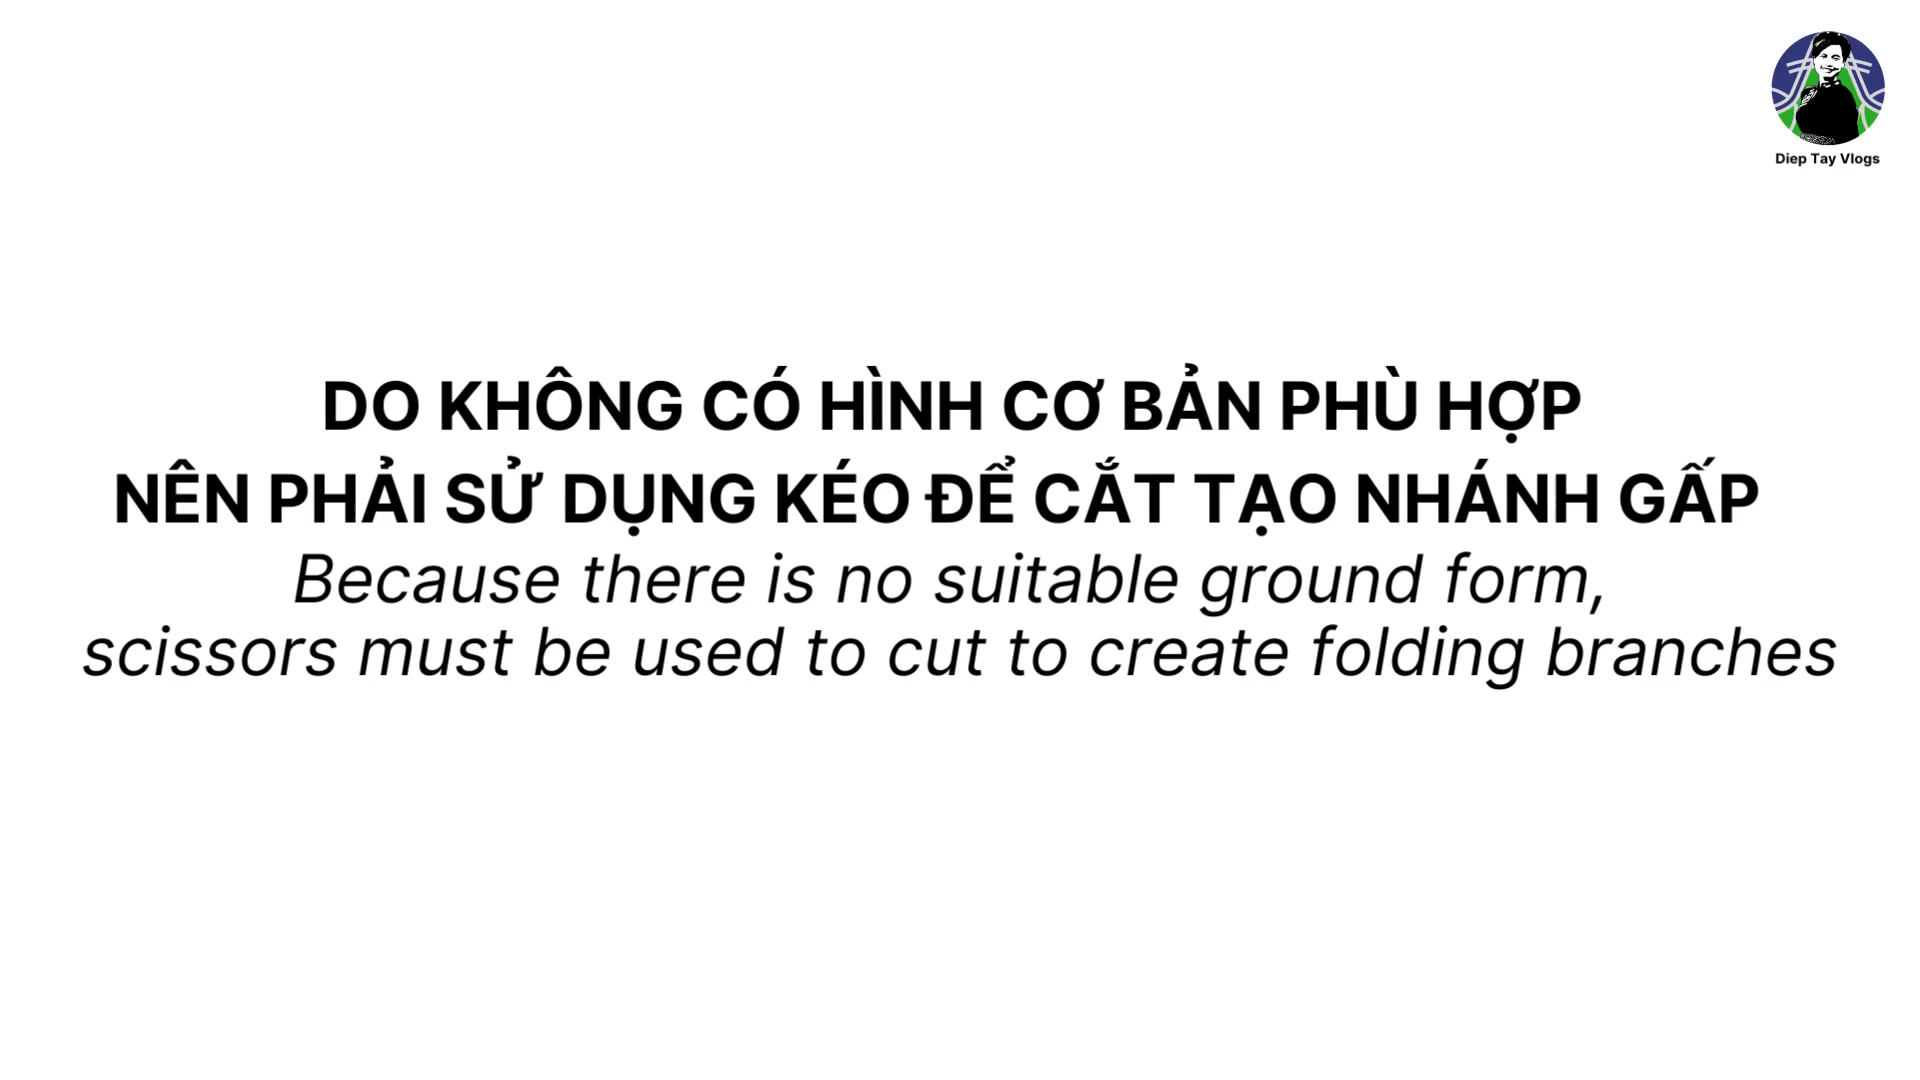 Diep Tay Vlogs
DO KHÔNG CÓ HÌNH CƠ BẢN PHÙ HỢP
NÊN PHẢI SỬ DỤNG KÉO ĐỂ CẮT TẠO NHÁNH GẤP
Because there is no suitable ground form,
scissors must be used to cut to create folding branches